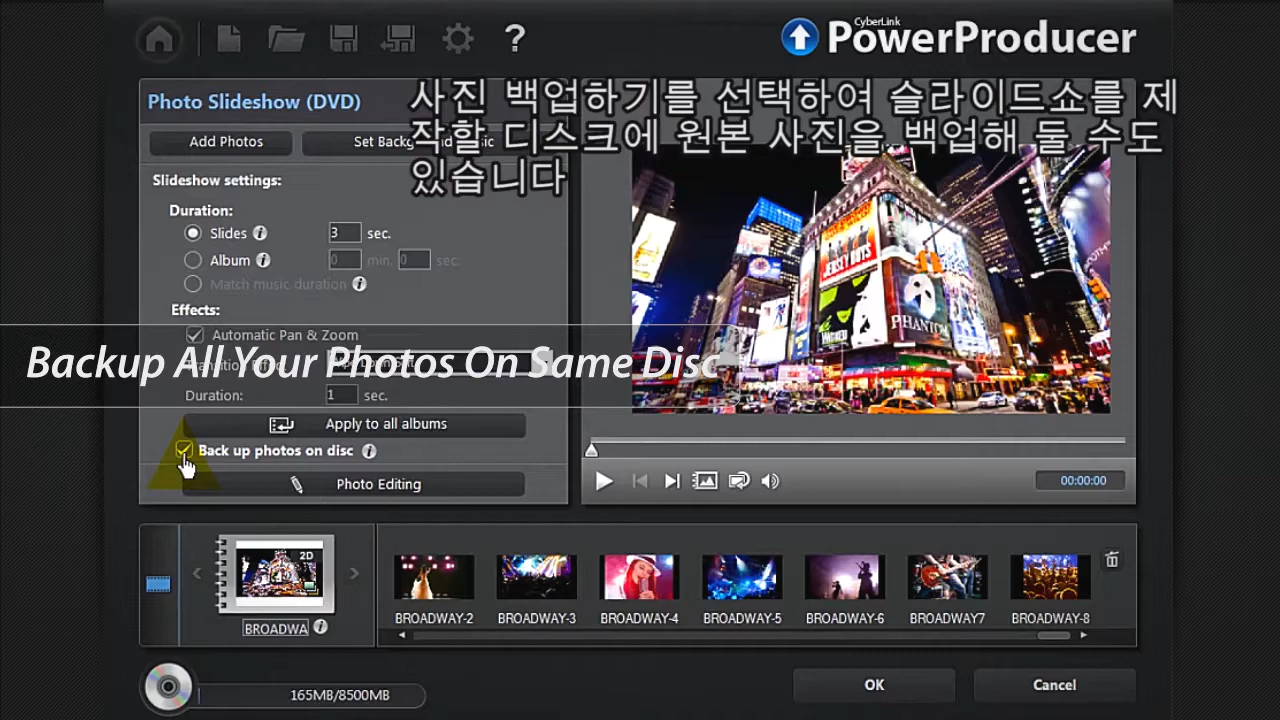 ?
CyberLink
PowerProducer
Photo Slideshow (DVD)
사진 백업하기를 선택하여 슬라이드쇼를 제
작할 디스크에 원본 사진을 백업해 둘 수도
있습니다
Add Photos
Set Backg
Slideshow settings:
Duration:
Slides
3 sec.
Album
0 min. 0 sec.
Match music duration
Effects:
Automatic Pan & Zoom
Backup All Your Photos On Same Disc
Duration:
1 sec.
Apply to all albums
Back up photos on disc
Photo Editing
JERSEY BOYS
WICKED
PHANTOM
00:00:00
2D
BROADWA
BROADWAY-2
BROADWAY-3
BROADWAY-4
BROADWAY-5
BROADWAY-6
BROADWAY7
BROADWAY-8
165MB/8500MB
OK
Cancel